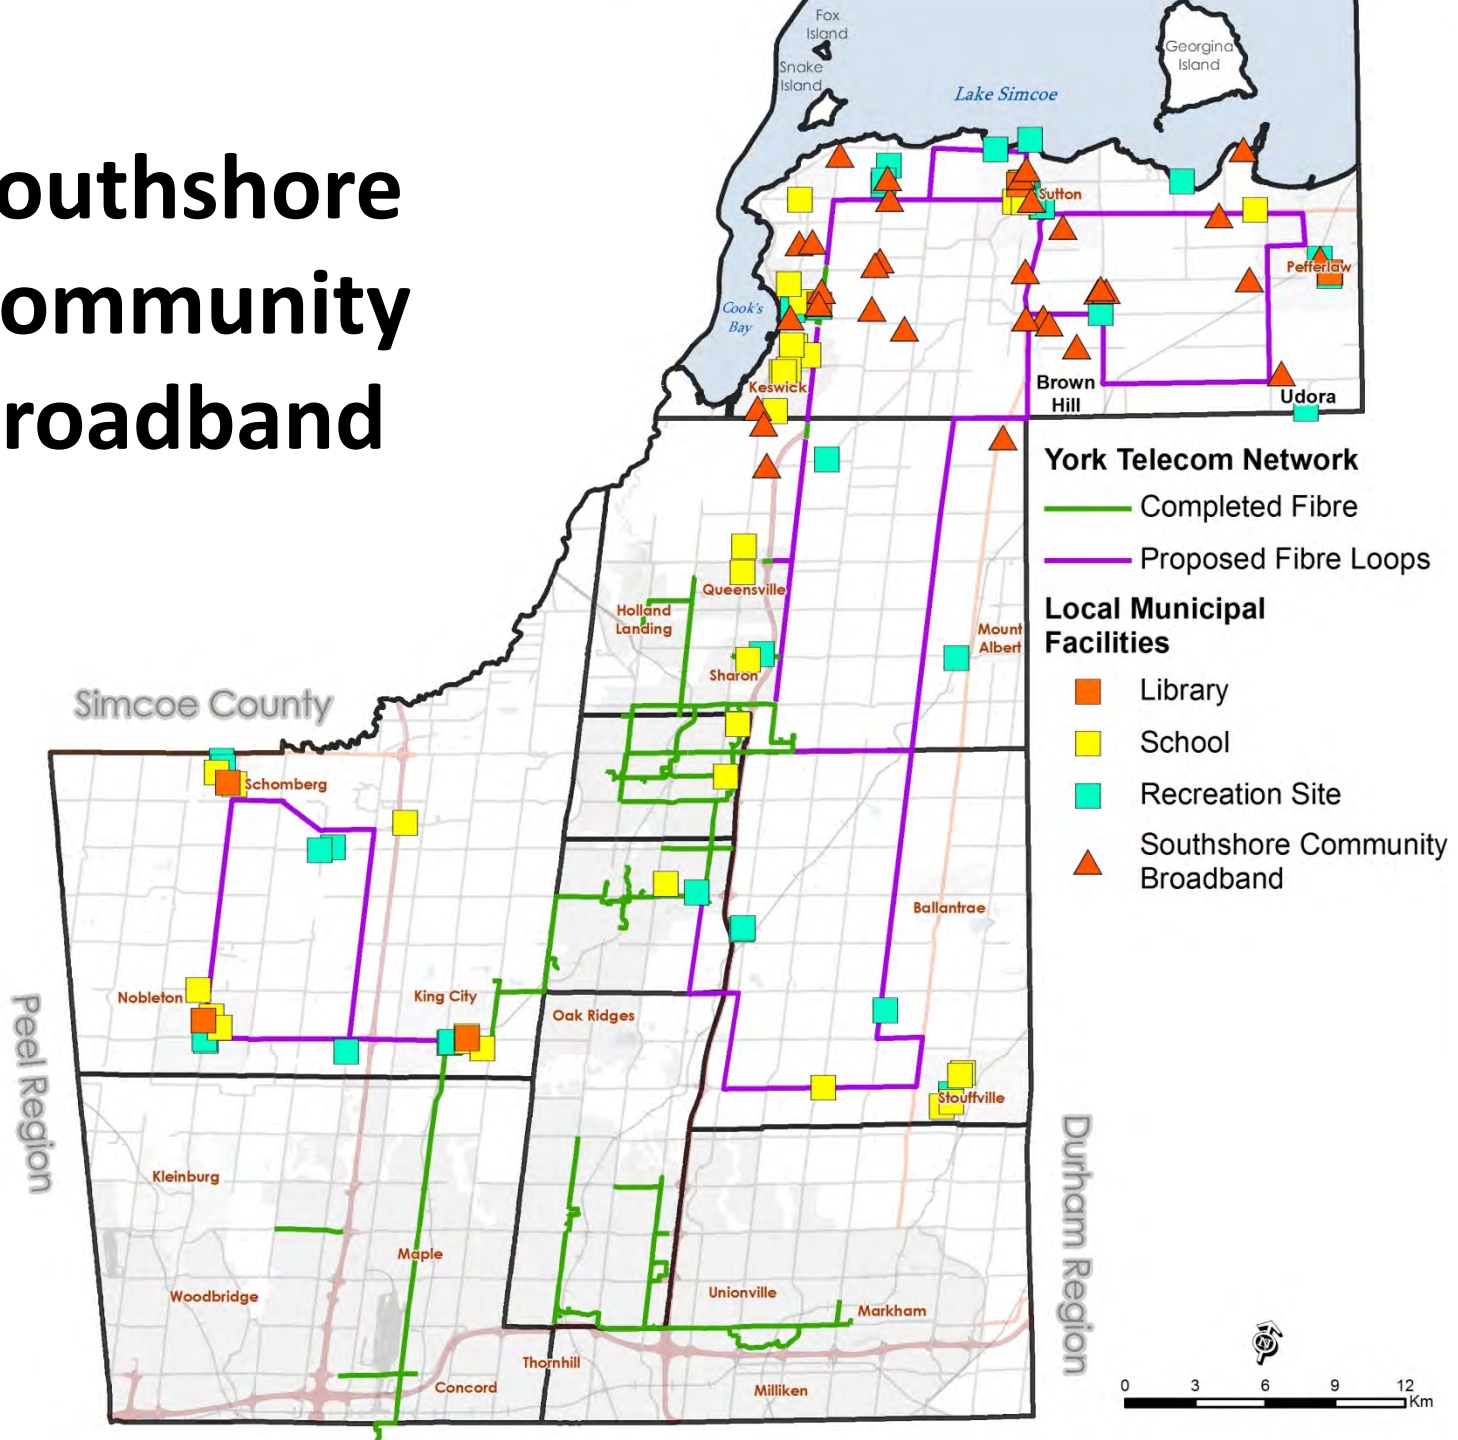 outhshore
ommunity
roadband
Fox
Island
Snake
Island
Georgina
Island
Lake Simcoe
Sutton
Pefferlaw
Cook's
Bay
Keswick
Brown
Hill
Udora
York Telecom Network
Completed Fibre
Proposed Fibre Loops
Local Municipal
Facilities
Library
School
Recreation Site
Southshore Community
Broadband
Queensville
Holland
Landing
Mount
Albert
Sharon
Simcoe County
Schomberg
Ballantrae
Nobleton
King City
Oak Ridges
Peel Region
Stouffville
Durham Region
Kleinburg
Maple
Woodbridge
Unionville
Markham
Thornhill
Concord
Milliken
N
0 3 6 9 12
Km